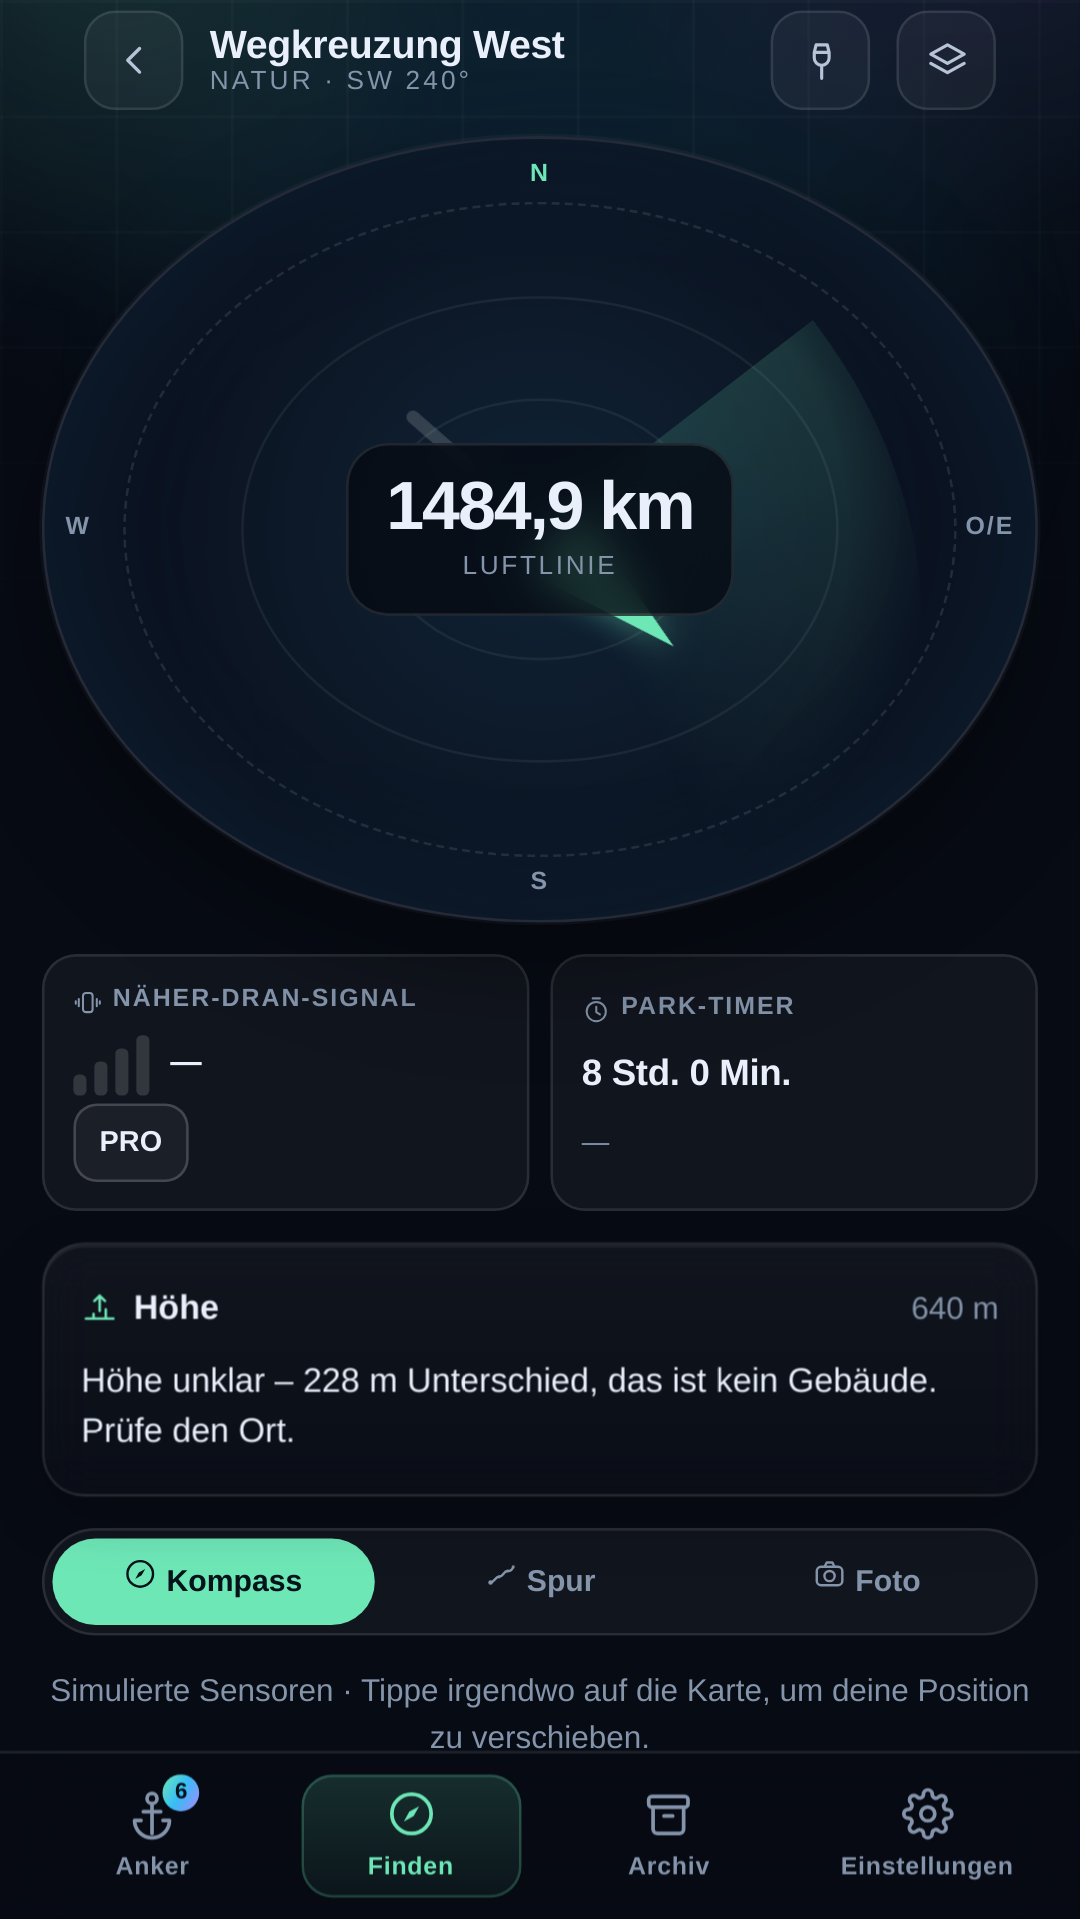 Wegkreuzung West
NATUR · SW 240°
N
W
1484,9 km
LUFTLINIE
O/E
S
NÄHER-DRAN-SIGNAL
—
PRO
PARK-TIMER
8 Std. 0 Min.
—
Höhe
640 m
Höhe unklar – 228 m Unterschied, das ist kein Gebäude.
Prüfe den Ort.
Kompass
Spur
Foto
Simulierte Sensoren · Tippe irgendwo auf die Karte, um deine Position
zu verschieben.
6
Anker
Finden
Archiv
Einstellungen